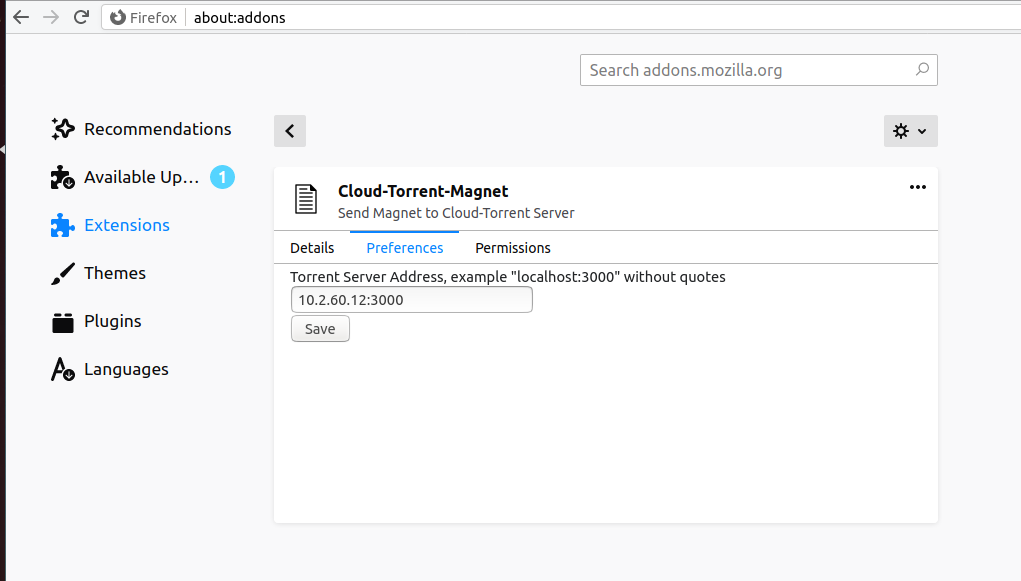 Firefox about:addons
Search addons.mozilla.org
Recommendations
Available Up... 1
Extensions
Themes
Plugins
Languages
Cloud-Torrent-Magnet
Send Magnet to Cloud-Torrent Server
Details Preferences Permissions
Torrent Server Address, example "localhost:3000" without quotes
10.2.60.12:3000
Save